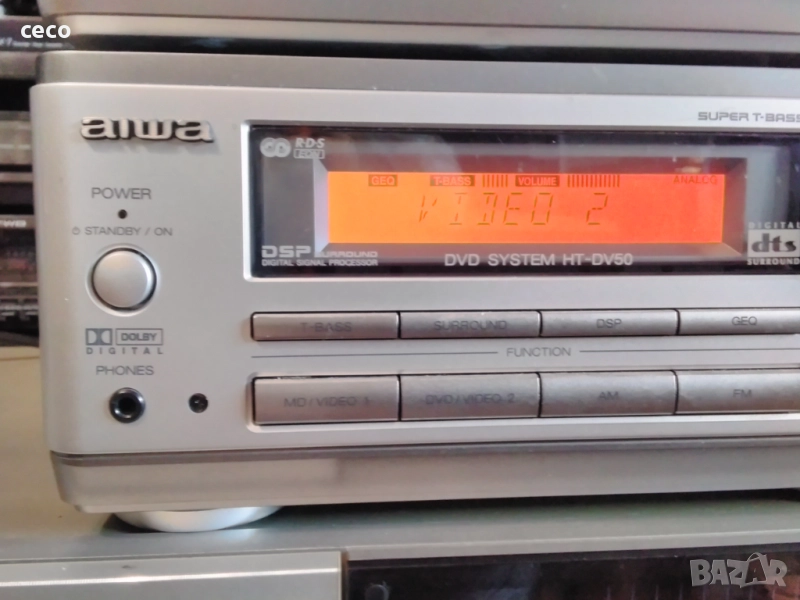 ceco
aiwa
SUPER T-BASS
R·D·S
EON
GEQ T-BASS VOLUME ANALOG
VIDEO 2
POWER
STANDBY / ON
DSP SURROUND
DIGITAL SIGNAL PROCESSOR
DVD SYSTEM HT-DV50
DIGITAL
dts
SURROUND
DOLBY
DIGITAL
T-BASS SURROUND DSP GEQ
FUNCTION
PHONES
MD / VIDEO 1 DVD / VIDEO 2 AM FM
BAZAR